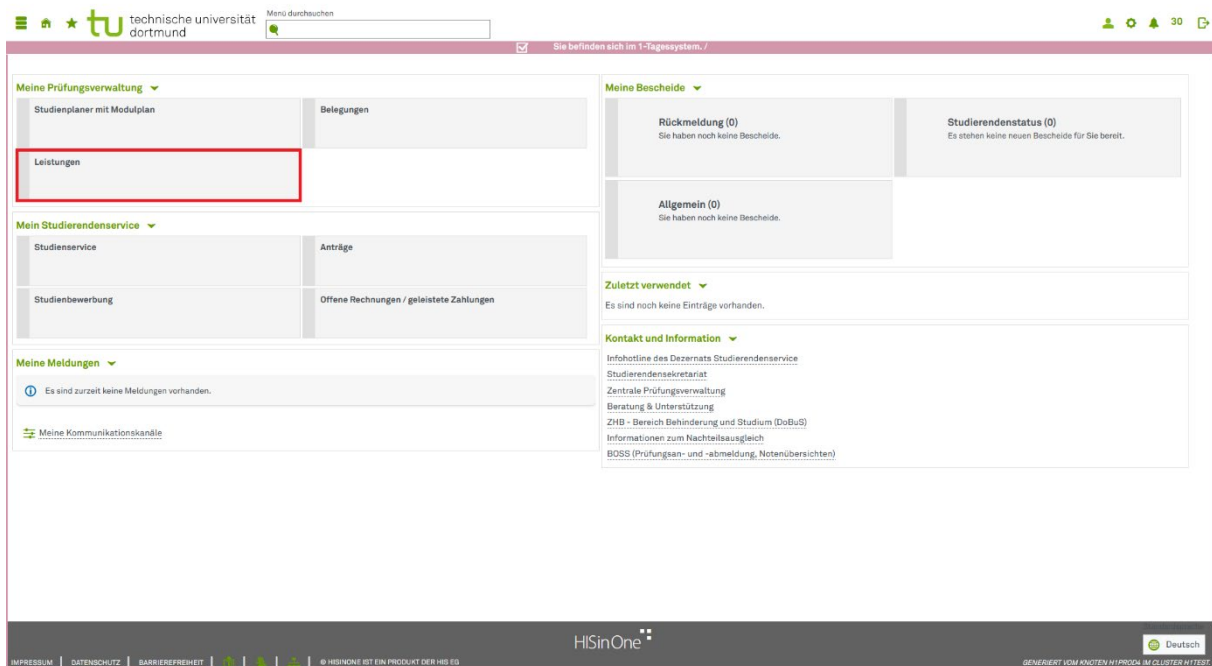 technische universität
dortmund
Menü durchsuchen
30
Sie befinden sich im 1-Tagessystem. /
Meine Prüfungsverwaltung
Studienplaner mit Modulplan
Belegungen
Leistungen
Mein Studierendenservice
Studienservice
Anträge
Studienbewerbung
Offene Rechnungen / geleistete Zahlungen
Meine Meldungen
Es sind zurzeit keine Meldungen vorhanden.
Meine Kommunikationskanäle
Meine Bescheide
Rückmeldung (0)
Sie haben noch keine Bescheide.
Studierendenstatus (0)
Es stehen keine neuen Bescheide für Sie bereit.
Allgemein (0)
Sie haben noch keine Bescheide.
Zuletzt verwendet
Es sind noch keine Einträge vorhanden.
Kontakt und Information
Infohotline des Dezernats Studierendenservice
Studierendensekretariat
Zentrale Prüfungsverwaltung
Beratung & Unterstützung
ZHB - Bereich Behinderung und Studium (DoBuS)
Informationen zum Nachteilsausgleich
BOSS (Prüfungsan- und -abmeldung, Notenübersichten)
HISinOne
Deutsch
IMPRESSUM | DATENSCHUTZ | BARRIEREFREIHEIT | | | | © HISINONE IST EIN PRODUKT DER HIS EG
GENERIERT VOM KNOTEN H1PROD4 IM CLUSTER H1TEST.